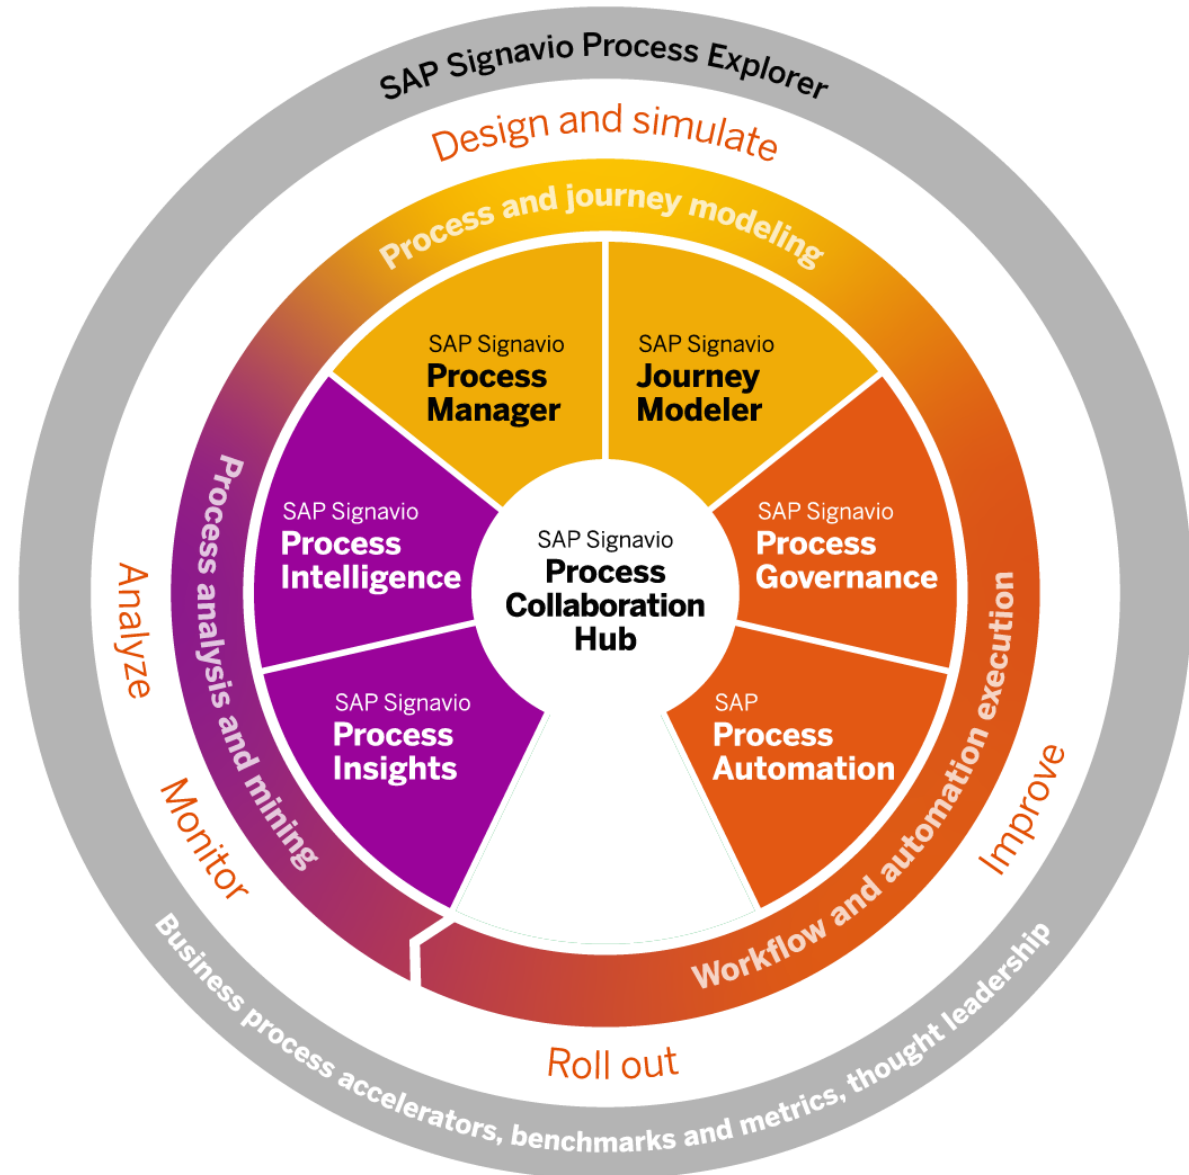 SAP Signavio Process Explorer
Design and simulate
Process and journey modeling
SAP Signavio
Process
Manager
SAP Signavio
Journey
Modeler
SAP Signavio
Process
Intelligence
SAP Signavio
Process
Collaboration
Hub
SAP Signavio
Process
Governance
SAP Signavio
Process
Insights
SAP
Process
Automation
Process analysis and mining
Workflow and automation execution
Analyze
Monitor
Improve
Roll out
Business process accelerators, benchmarks and metrics, thought leadership